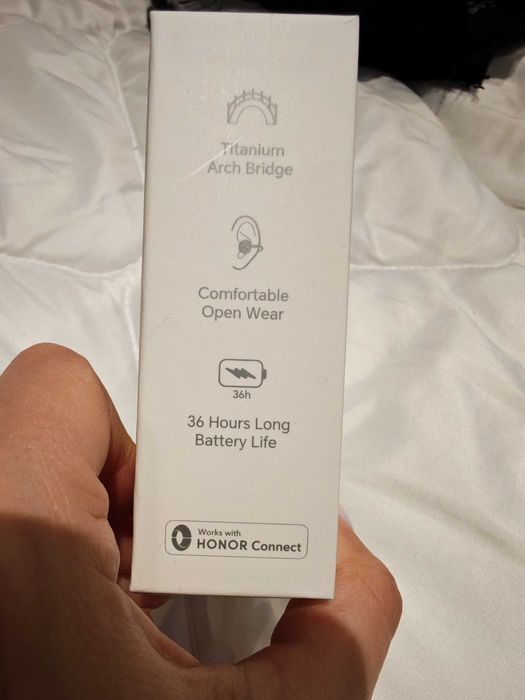 Titanium
Arch Bridge
Comfortable
Open Wear
36h
36 Hours Long
Battery Life
Works with
HONOR Connect